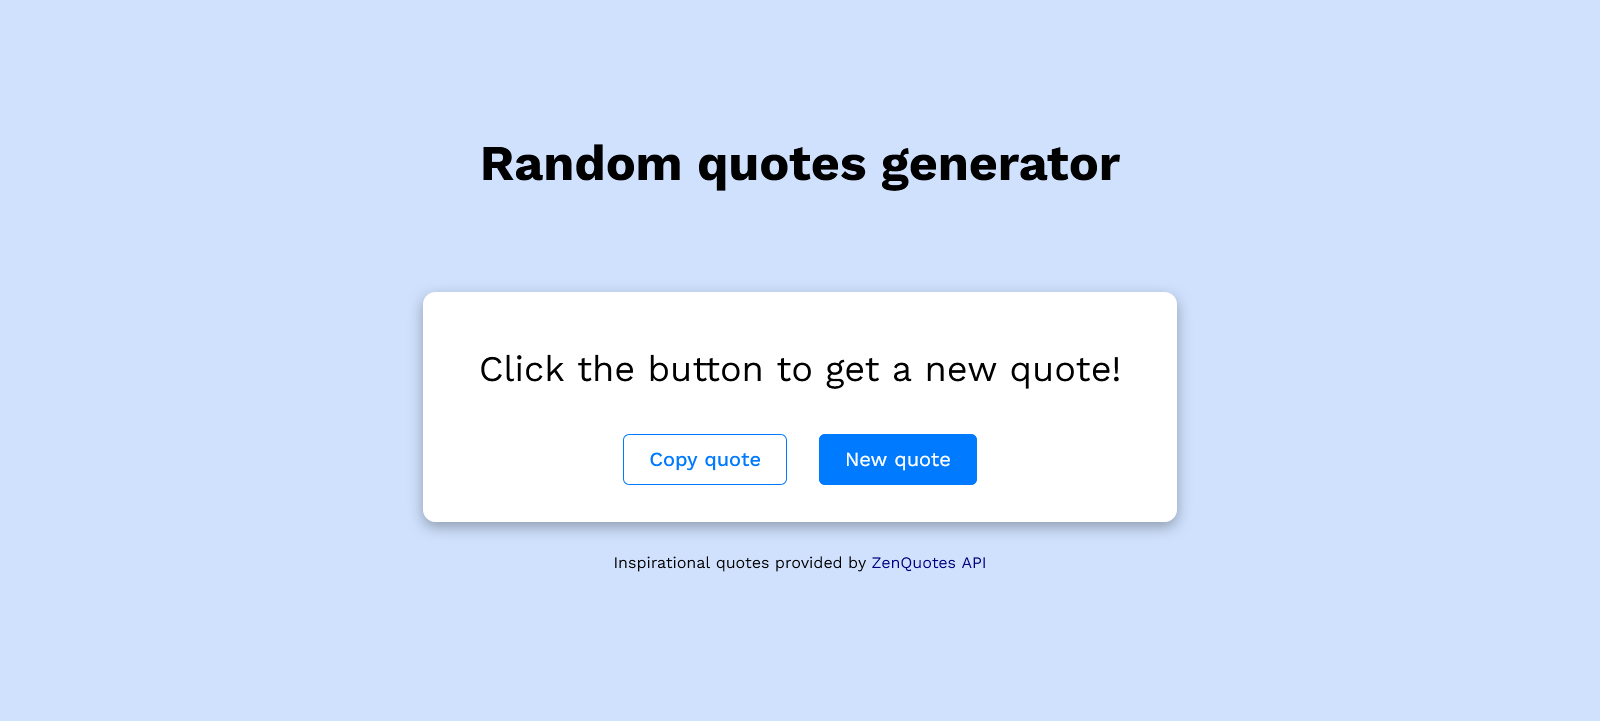 Random quotes generator
Click the button to get a new quote!
Copy quote
New quote
Inspirational quotes provided by ZenQuotes API